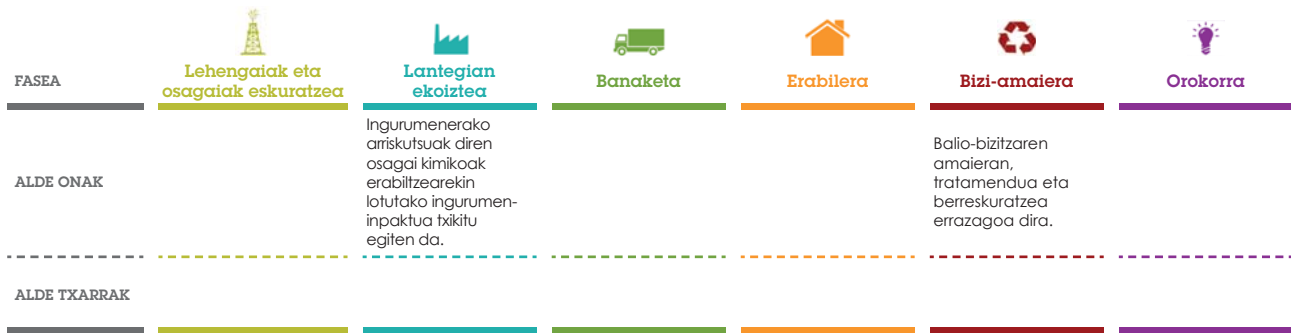 FASEA
Lehengaiak eta
osagaiak eskuratzea
Lantegian
ekoiztea
Banaketa
Erabilera
Bizi-amaiera
Orokorra
ALDE ONAK
Ingurumenerako
arriskutsuak diren
osagai kimikoak
erabiltzearekin
lotutako ingurumen-
inpaktua txikitu
egiten da.
Balio-bizitzaren
amaieran,
tratamendua eta
berreskuratzea
errazagoa dira.
ALDE TXARRAK